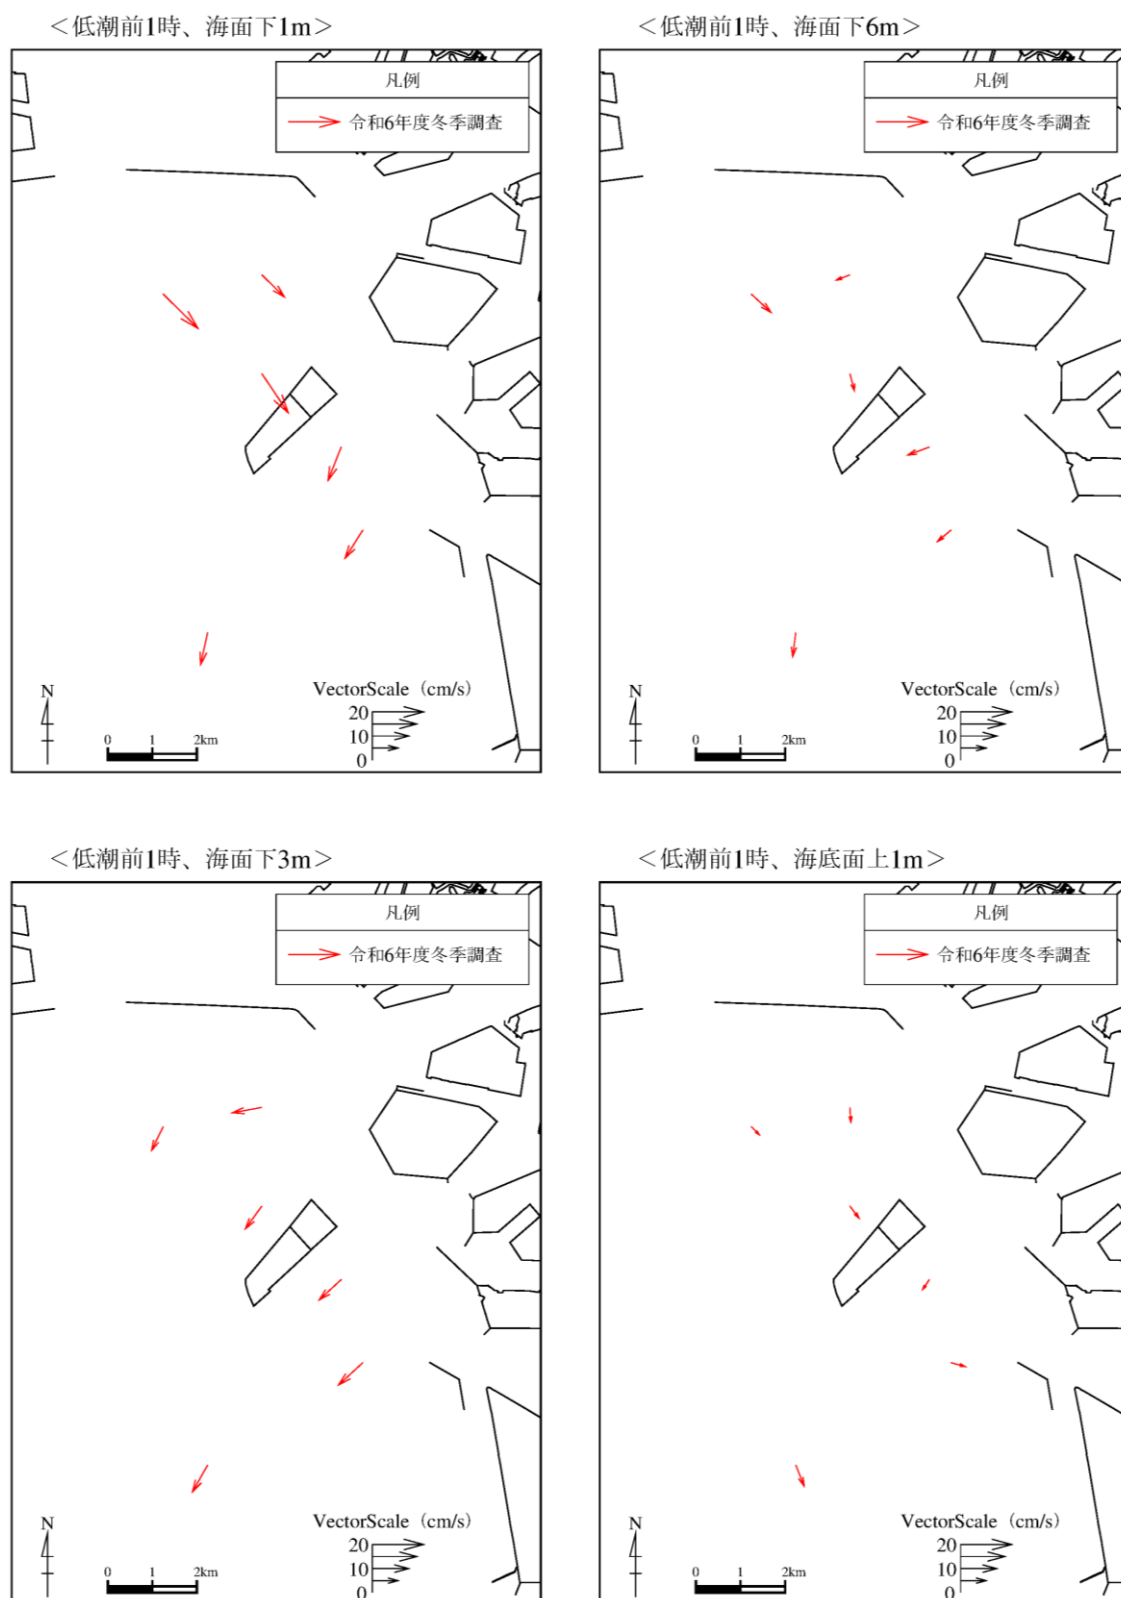 ＜低潮前1時、海面下1m＞
凡例
令和6年度冬季調査
N
0 1 2km
VectorScale（cm/s）
20
10
0
＜低潮前1時、海面下6m＞
凡例
令和6年度冬季調査
N
0 1 2km
VectorScale（cm/s）
20
10
0
＜低潮前1時、海面下3m＞
凡例
令和6年度冬季調査
N
0 1 2km
VectorScale（cm/s）
20
10
0
＜低潮前1時、海底面上1m＞
凡例
令和6年度冬季調査
N
0 1 2km
VectorScale（cm/s）
20
10
0